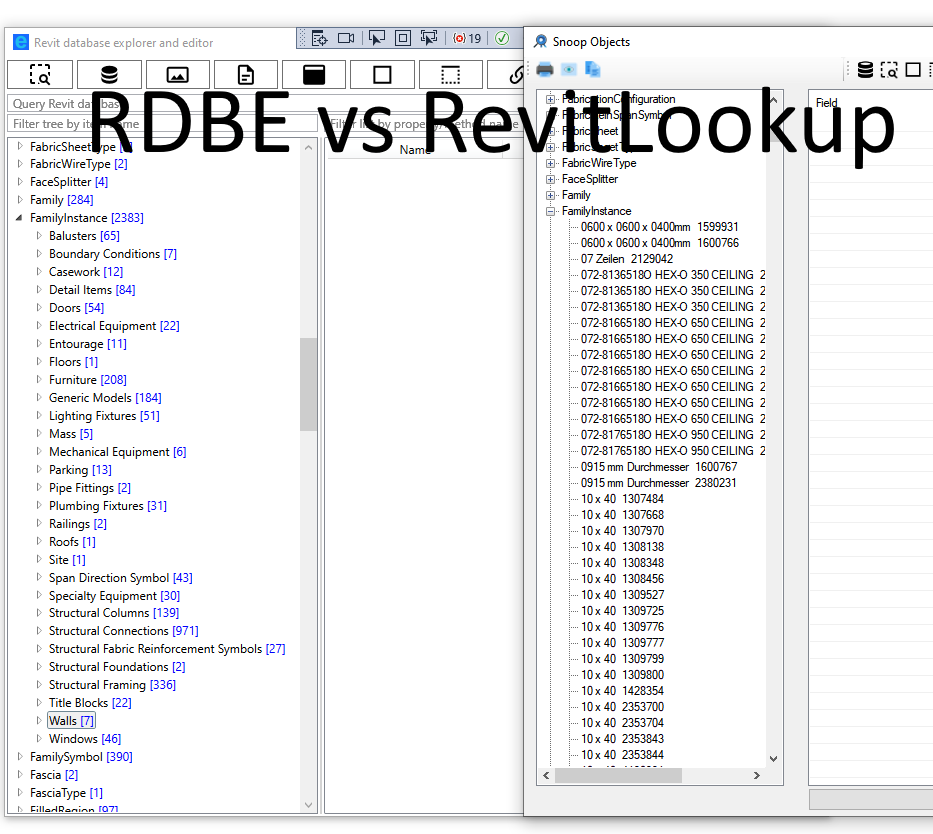 Revit database explorer and editor
19
Query Revit database
Filter tree by item name
Filter list by property/method name
Name
RDBE vs RevitLookup
FabricSheetType
FabricWireType [2]
FaceSplitter [4]
Family [284]
FamilyInstance [2383]
Balusters [65]
Boundary Conditions [7]
Casework [12]
Detail Items [84]
Doors [54]
Electrical Equipment [22]
Entourage [11]
Floors [1]
Furniture [208]
Generic Models [184]
Lighting Fixtures [51]
Mass [5]
Mechanical Equipment [6]
Parking [13]
Pipe Fittings [2]
Plumbing Fixtures [31]
Railings [2]
Roofs [1]
Site [1]
Span Direction Symbol [43]
Specialty Equipment [30]
Structural Columns [139]
Structural Connections [971]
Structural Fabric Reinforcement Symbols [27]
Structural Foundations [2]
Structural Framing [336]
Title Blocks [22]
Walls [7]
Windows [46]
FamilySymbol [390]
Fascia [2]
FasciaType [1]
FilledRegion [97]
Snoop Objects
Field
FabricationConfiguration
FabricSheet
FabricWireType
FaceSplitter
Family
FamilyInstance
0600 x 0600 x 0400mm 1599931
0600 x 0600 x 0400mm 1600766
07 Zeilen 2129042
072-8136518O HEX-O 350 CEILING 2
072-8136518O HEX-O 350 CEILING 2
072-8136518O HEX-O 350 CEILING 2
072-8166518O HEX-O 650 CEILING 2
072-8166518O HEX-O 650 CEILING 2
072-8166518O HEX-O 650 CEILING 2
072-8166518O HEX-O 650 CEILING 2
072-8166518O HEX-O 650 CEILING 2
072-8166518O HEX-O 650 CEILING 2
072-8166518O HEX-O 650 CEILING 2
072-8176518O HEX-O 950 CEILING 2
072-8176518O HEX-O 950 CEILING 2
0915 mm Durchmesser 1600767
0915 mm Durchmesser 2380231
10 x 40 1307484
10 x 40 1307668
10 x 40 1307970
10 x 40 1308138
10 x 40 1308348
10 x 40 1308456
10 x 40 1309527
10 x 40 1309725
10 x 40 1309776
10 x 40 1309777
10 x 40 1309799
10 x 40 1309800
10 x 40 1428354
10 x 40 2353700
10 x 40 2353704
10 x 40 2353843
10 x 40 2353844